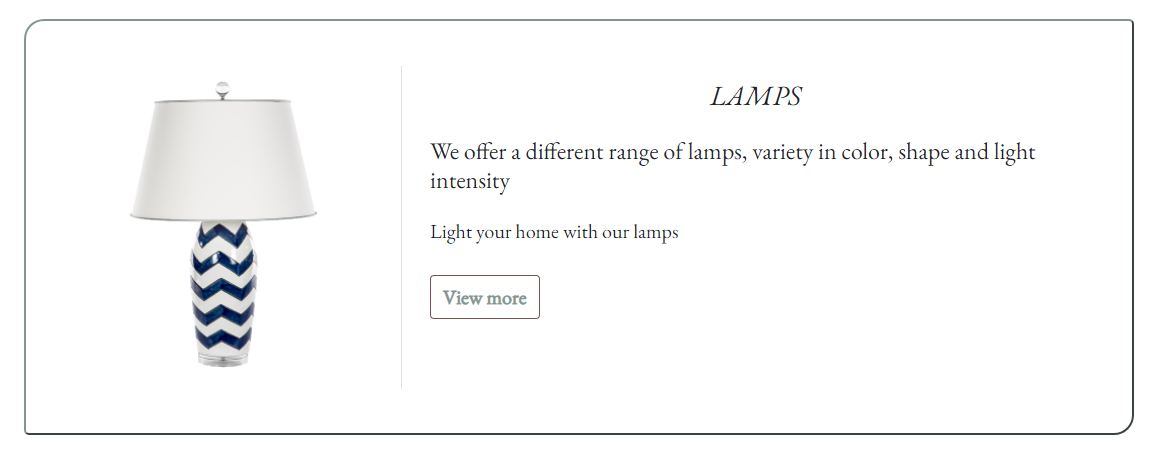 LAMPS
We offer a different range of lamps, variety in color, shape and light
intensity
Light your home with our lamps
View more